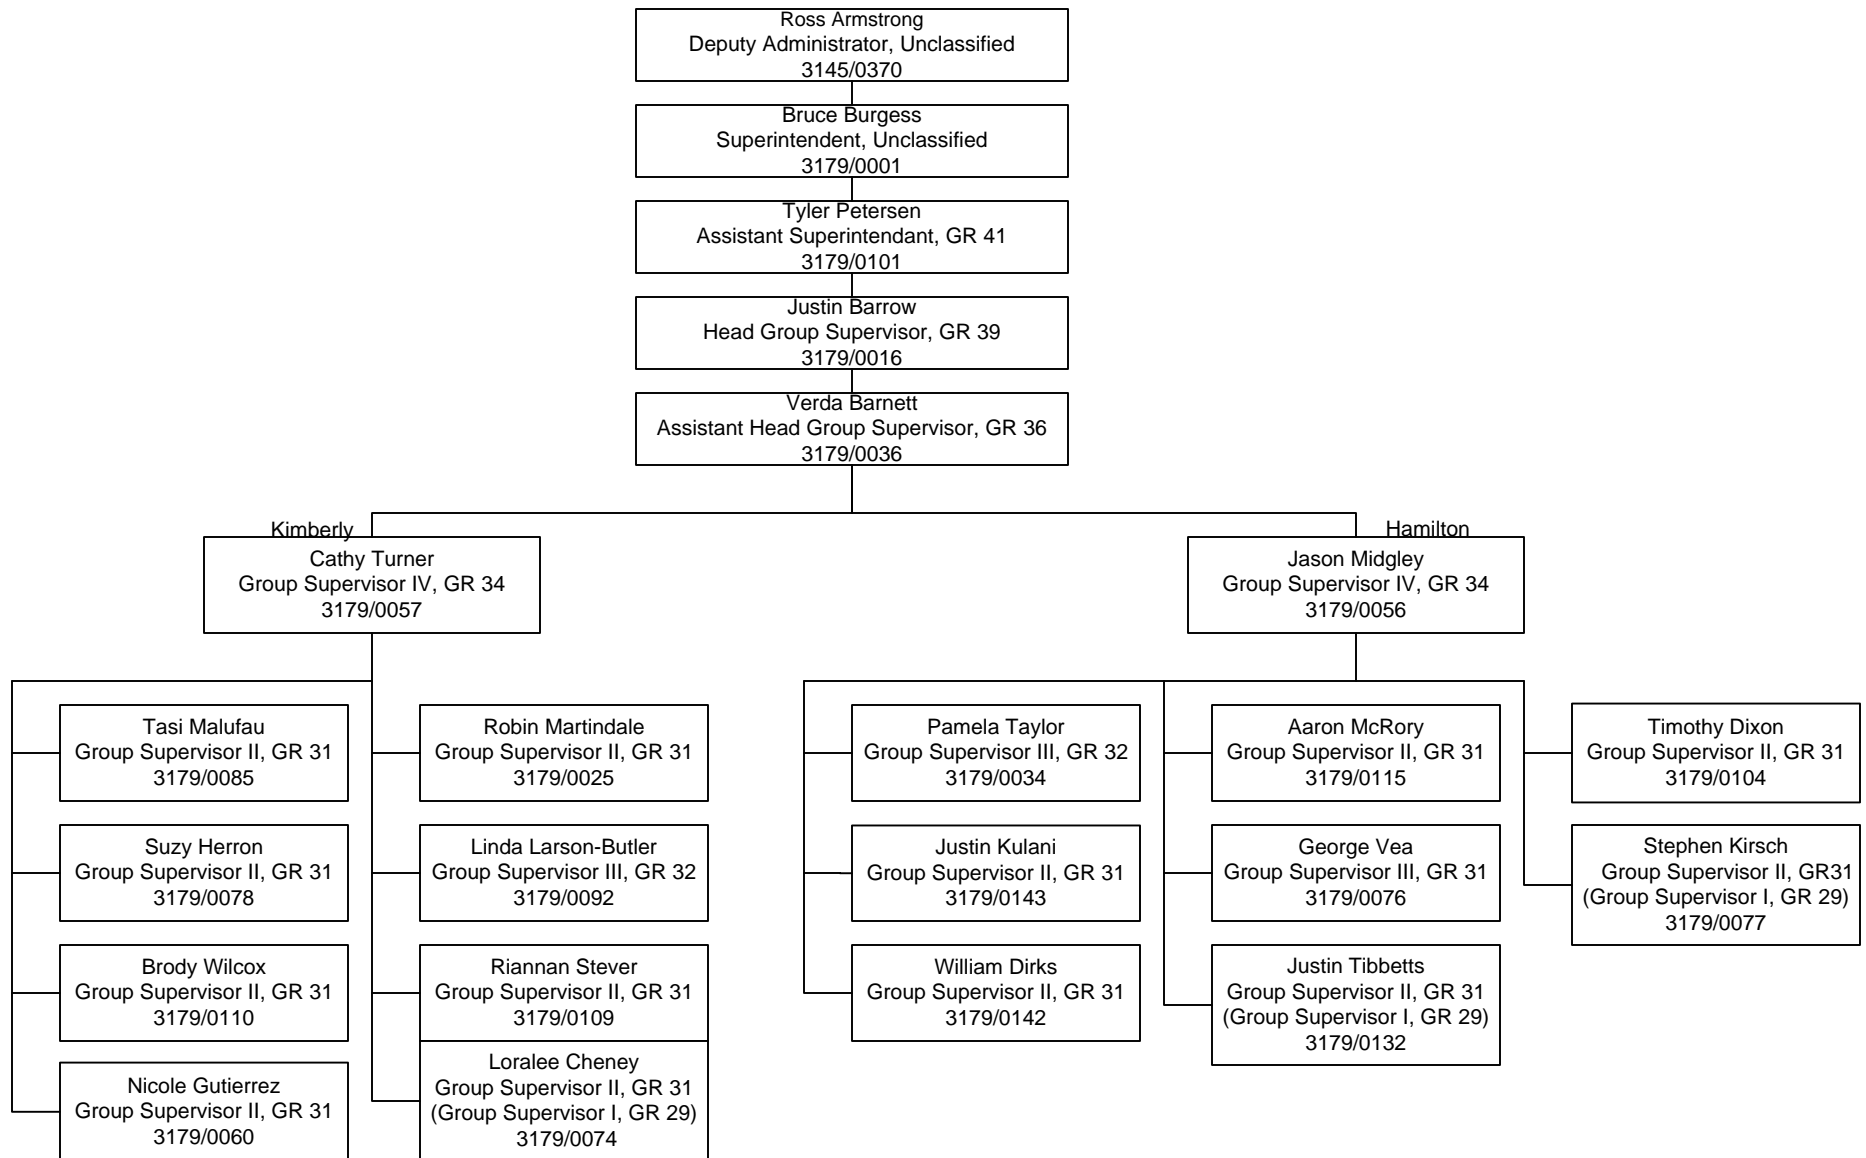 Ross Armstrong
Deputy Administrator, Unclassified
3145/0370
Bruce Burgess
Superintendent, Unclassified
3179/0001
Tyler Petersen
Assistant Superintendant, GR 41
3179/0101
Justin Barrow
Head Group Supervisor, GR 39
3179/0016
Verda Barnett
Assistant Head Group Supervisor, GR 36
3179/0036
Kimberly
Cathy Turner
Group Supervisor IV, GR 34
3179/0057
Hamilton
Jason Midgley
Group Supervisor IV, GR 34
3179/0056
Tasi Malufau
Group Supervisor II, GR 31
3179/0085
Robin Martindale
Group Supervisor II, GR 31
3179/0025
Pamela Taylor
Group Supervisor III, GR 32
3179/0034
Aaron McRory
Group Supervisor II, GR 31
3179/0115
Timothy Dixon
Group Supervisor II, GR 31
3179/0104
Suzy Herron
Group Supervisor II, GR 31
3179/0078
Linda Larson-Butler
Group Supervisor III, GR 32
3179/0092
Justin Kulani
Group Supervisor II, GR 31
3179/0143
George Vea
Group Supervisor III, GR 31
3179/0076
Stephen Kirsch
Group Supervisor II, GR31
(Group Supervisor I, GR 29)
3179/0077
Brody Wilcox
Group Supervisor II, GR 31
3179/0110
Riannan Stever
Group Supervisor II, GR 31
3179/0109
William Dirks
Group Supervisor II, GR 31
3179/0142
Justin Tibbetts
Group Supervisor II, GR 31
(Group Supervisor I, GR 29)
3179/0132
Nicole Gutierrez
Group Supervisor II, GR 31
3179/0060
Loralee Cheney
Group Supervisor II, GR 31
(Group Supervisor I, GR 29)
3179/0074